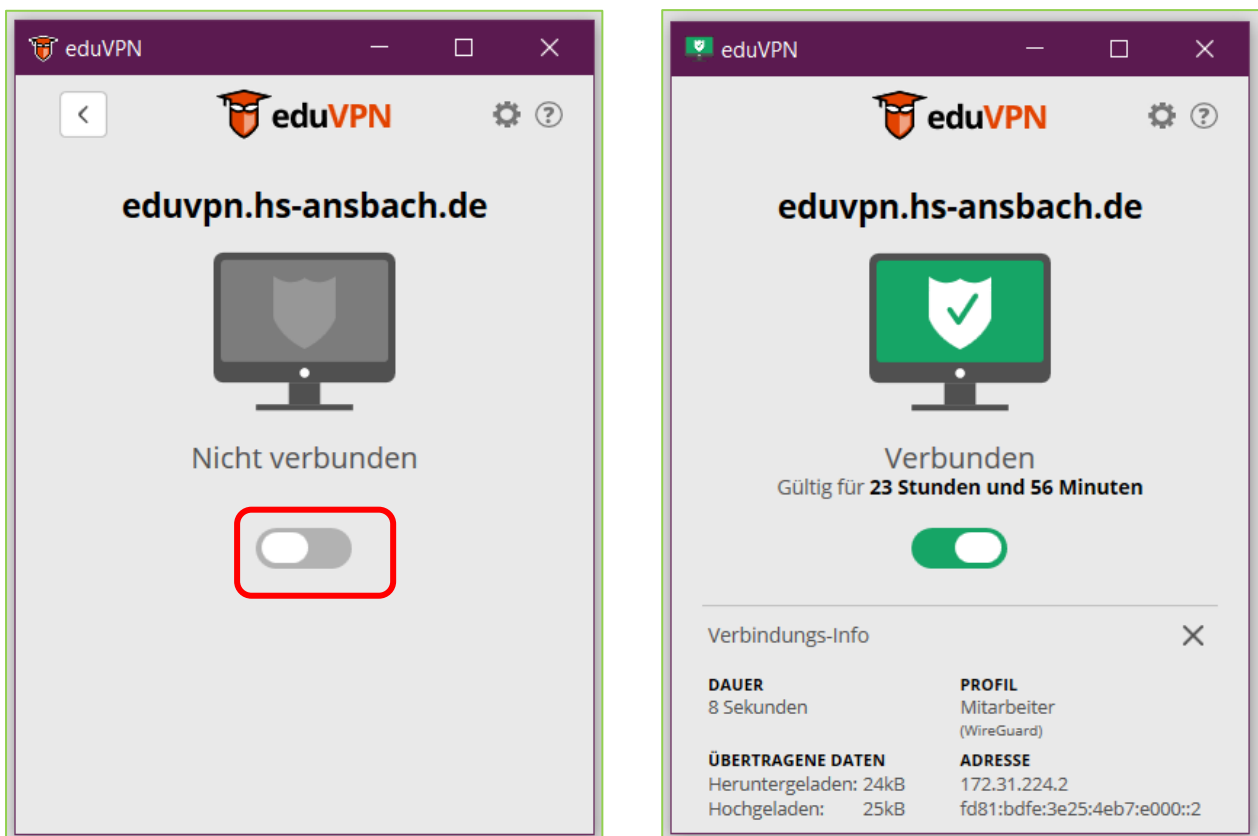 eduVPN
eduVPN
eduvpn.hs-ansbach.de
Nicht verbunden
eduVPN
eduVPN
eduvpn.hs-ansbach.de
Verbunden
Gültig für 23 Stunden und 56 Minuten
Verbindungs-Info
DAUER
8 Sekunden
PROFIL
Mitarbeiter
(WireGuard)
ÜBERTRAGENE DATEN
Heruntergeladen: 24kB
Hochgeladen: 25kB
ADRESSE
172.31.224.2
fd81:bdfe:3e25:4eb7:e000::2